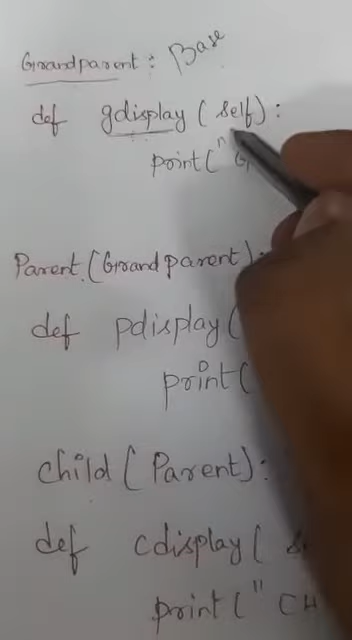 Grandparent: Base
def gdisplay (self):
print(" G
Parent (Grandparent):
def pdisplay(
print(
child (Parent):
def cdisplay( s
print(" CH